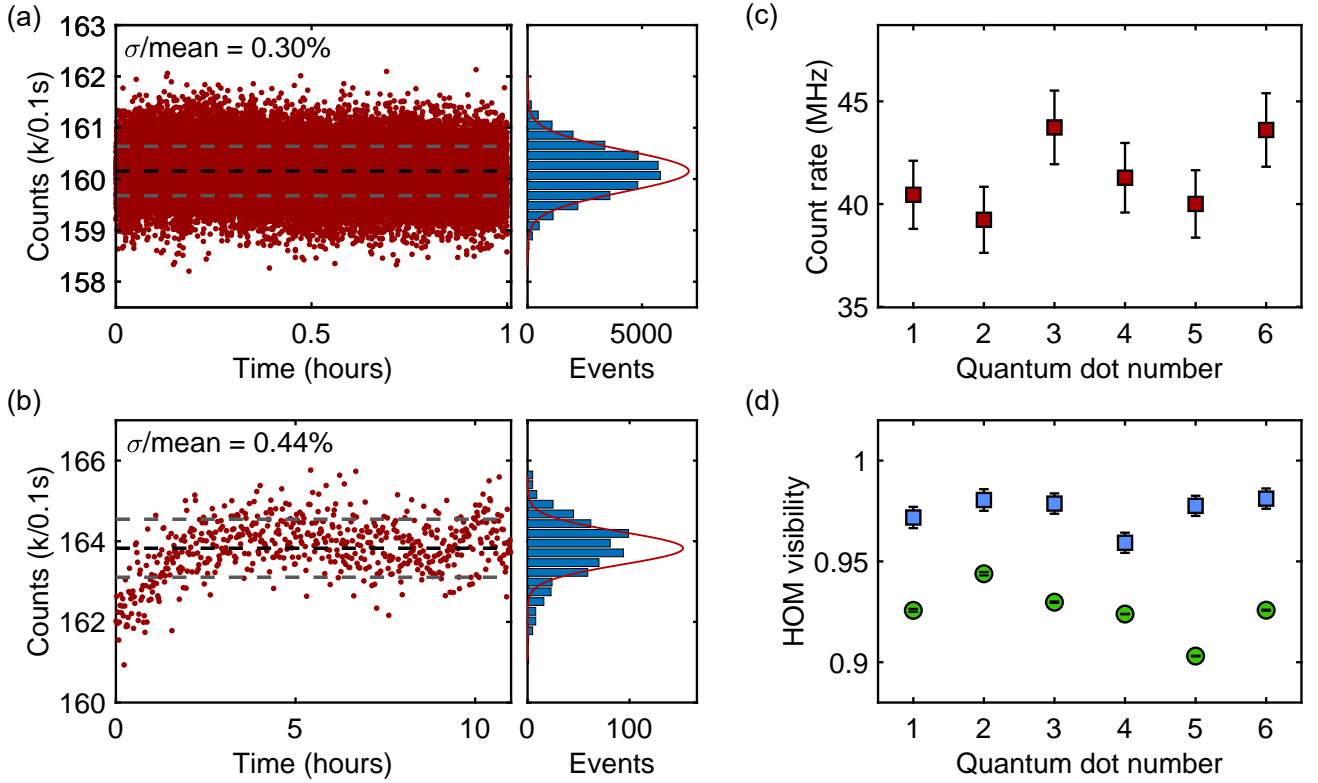 (a)
σ/mean = 0.30%
163
162
161
160
159
158
Counts (k/0.1s)
0
0.5
1
Time (hours)
0
5000
Events
(b)
σ/mean = 0.44%
166
164
162
160
Counts (k/0.1s)
0
5
10
Time (hours)
0
100
Events
(c)
45
40
35
Count rate (MHz)
1
2
3
4
5
6
Quantum dot number
(d)
1
0.95
0.9
HOM visibility
1
2
3
4
5
6
Quantum dot number